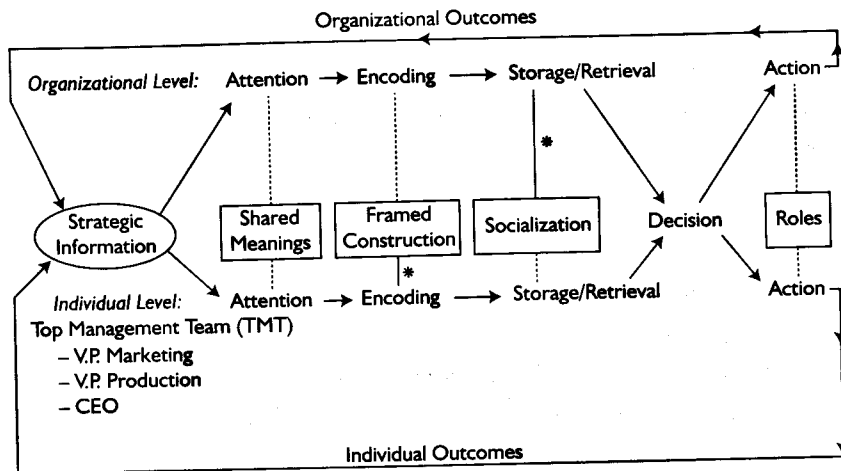 Organizational Outcomes
Organizational Level: Attention Encoding Storage/Retrieval Action
*
Strategic
Information
Shared
Meanings
Framed
Construction
Socialization
Decision
Roles
*
Individual Level: Attention Encoding Storage/Retrieval Action
Top Management Team (TMT)
– V.P. Marketing
– V.P. Production
– CEO
Individual Outcomes